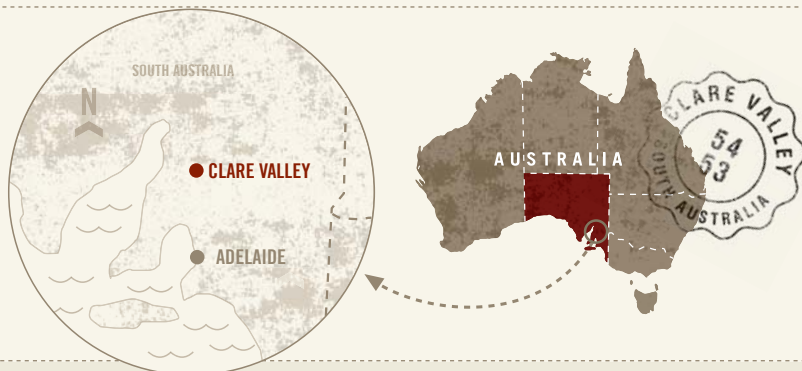 SOUTH AUSTRALIA
N
CLARE VALLEY
ADELAIDE
AUSTRALIA
CLARE VALLEY
54
53
SOUTH
AUSTRALIA